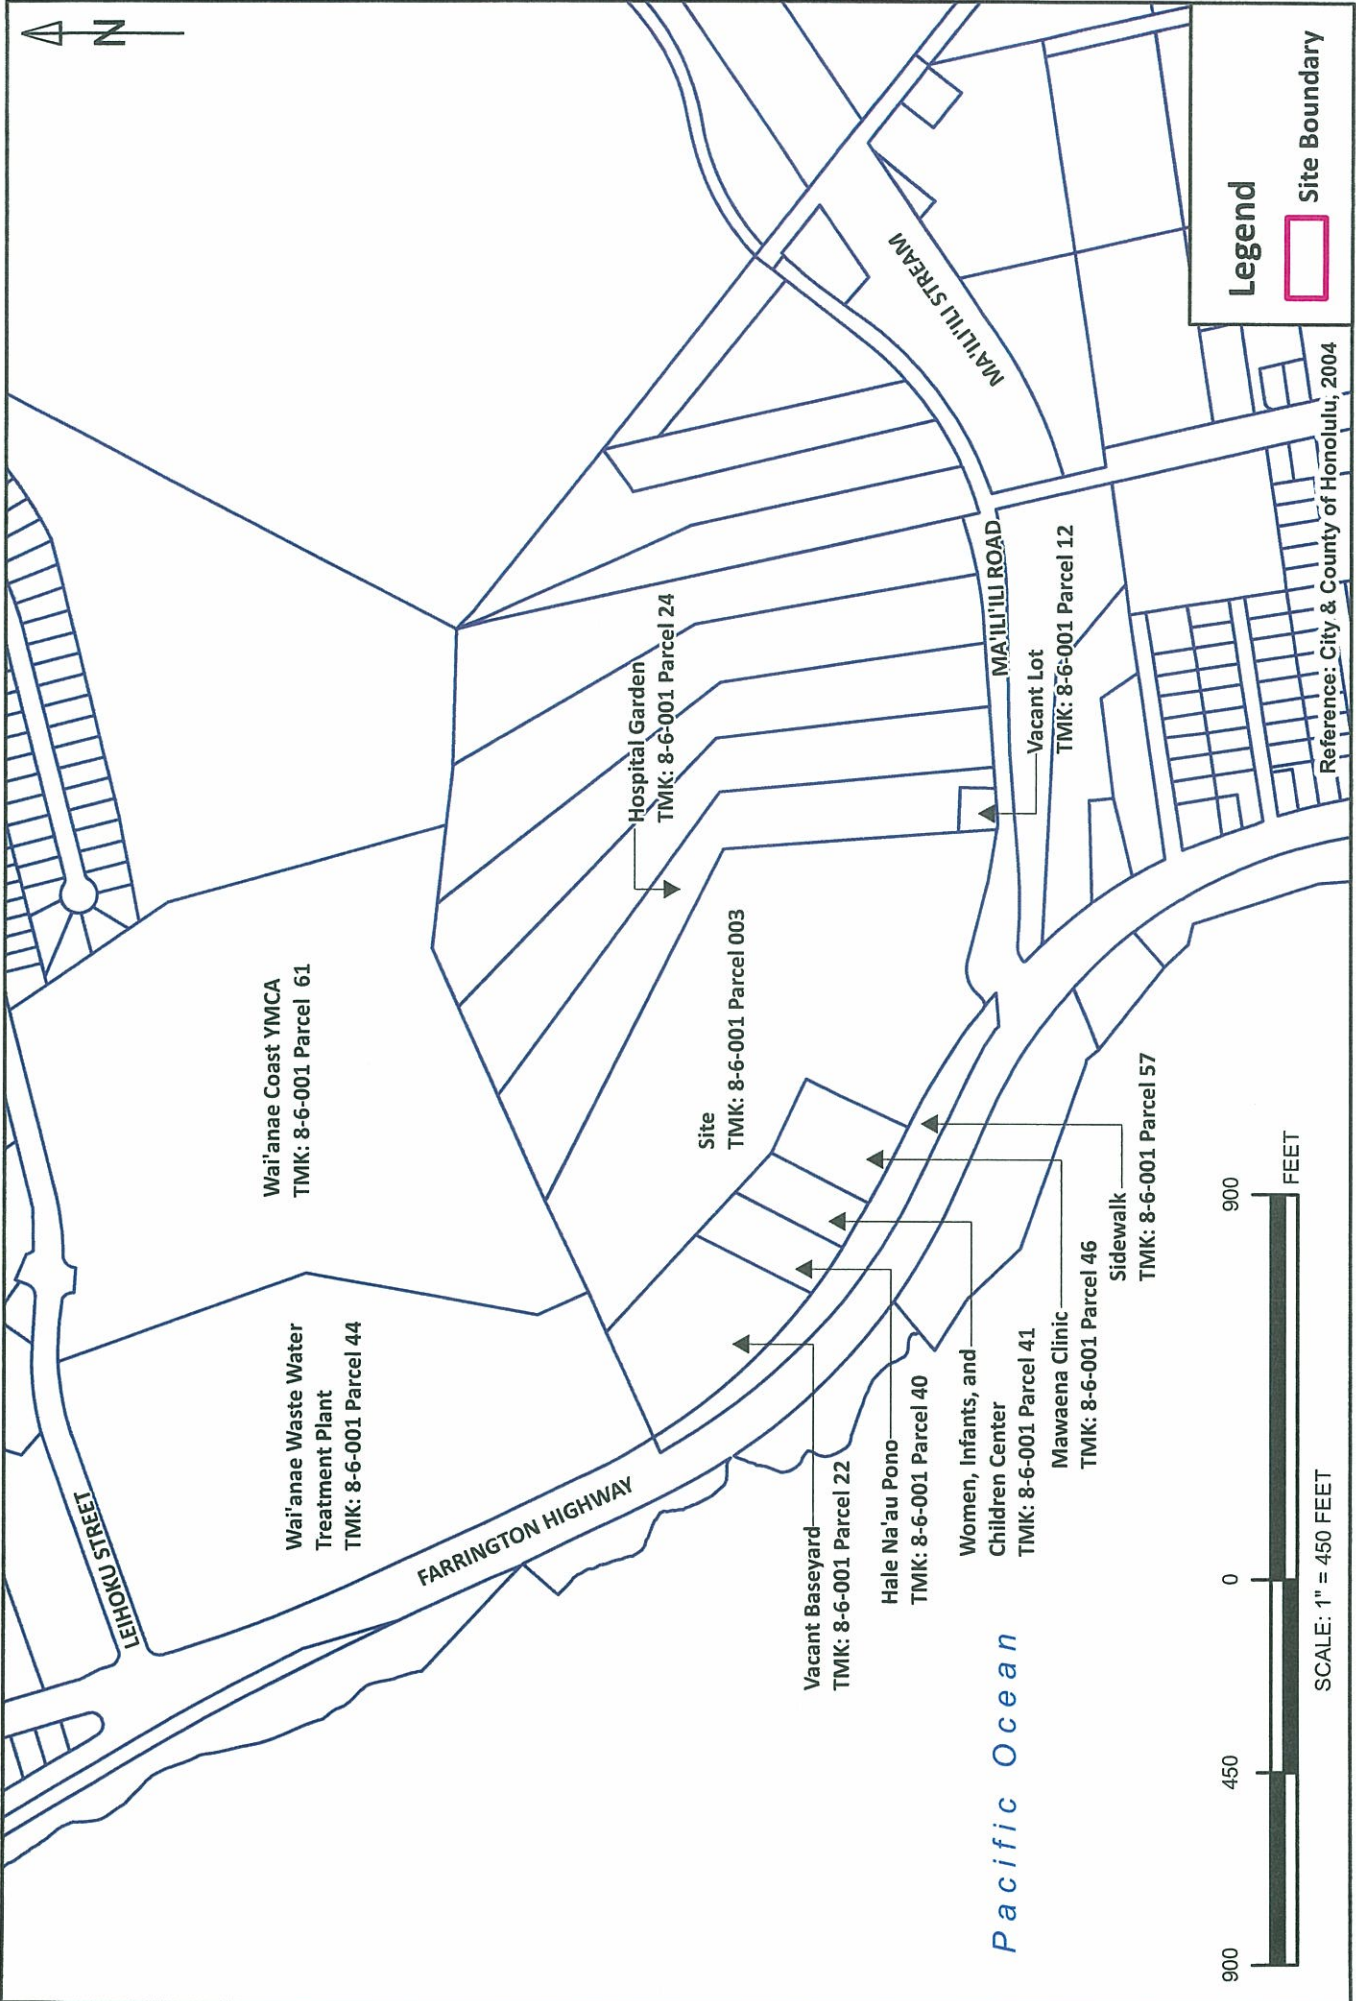 N
LEIHOKU STREET
Wai'anae Waste Water
Treatment Plant
TMK: 8-6-001 Parcel 44
Wai'anae Coast YMCA
TMK: 8-6-001 Parcel 61
FARRINGTON HIGHWAY
Hospital Garden
TMK: 8-6-001 Parcel 24
Site
TMK: 8-6-001 Parcel 003
Vacant Baseyard
TMK: 8-6-001 Parcel 22
Hale Na'au Pono
TMK: 8-6-001 Parcel 40
Women, Infants, and
Children Center
TMK: 8-6-001 Parcel 41
Mawaena Clinic
TMK: 8-6-001 Parcel 46
Sidewalk
TMK: 8-6-001 Parcel 57
MA'ILI'ILI STREAM
MA'ILI'ILI ROAD
Vacant Lot
TMK: 8-6-001 Parcel 12
Pacific Ocean
900
450
0
900
FEET
SCALE: 1" = 450 FEET
Legend
Site Boundary
Reference: City & County of Honolulu, 2004